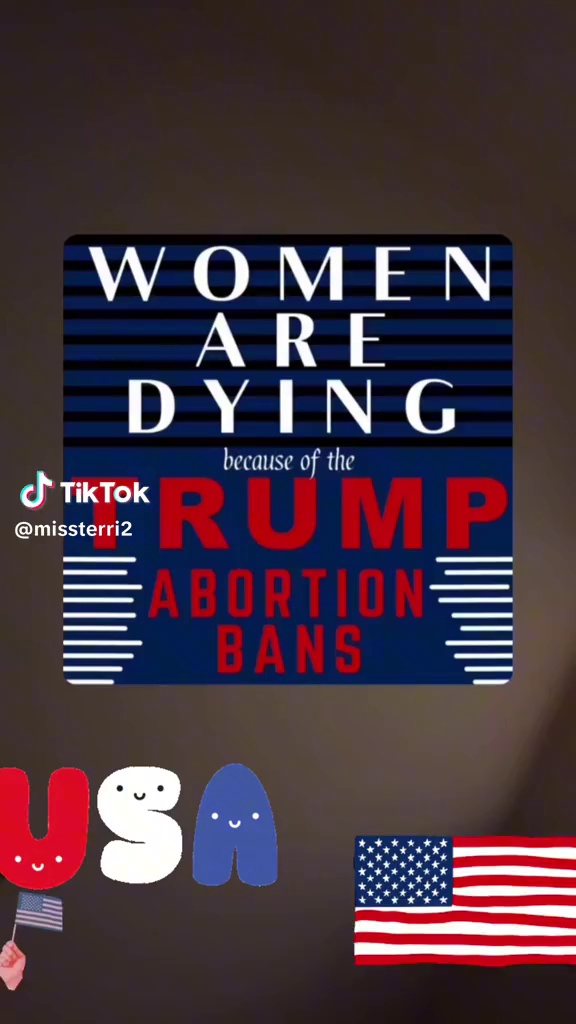 WOMEN
ARE
DYING
because of the
TRUMP
ABORTION
BANS
TikTok
@missterri2
USA